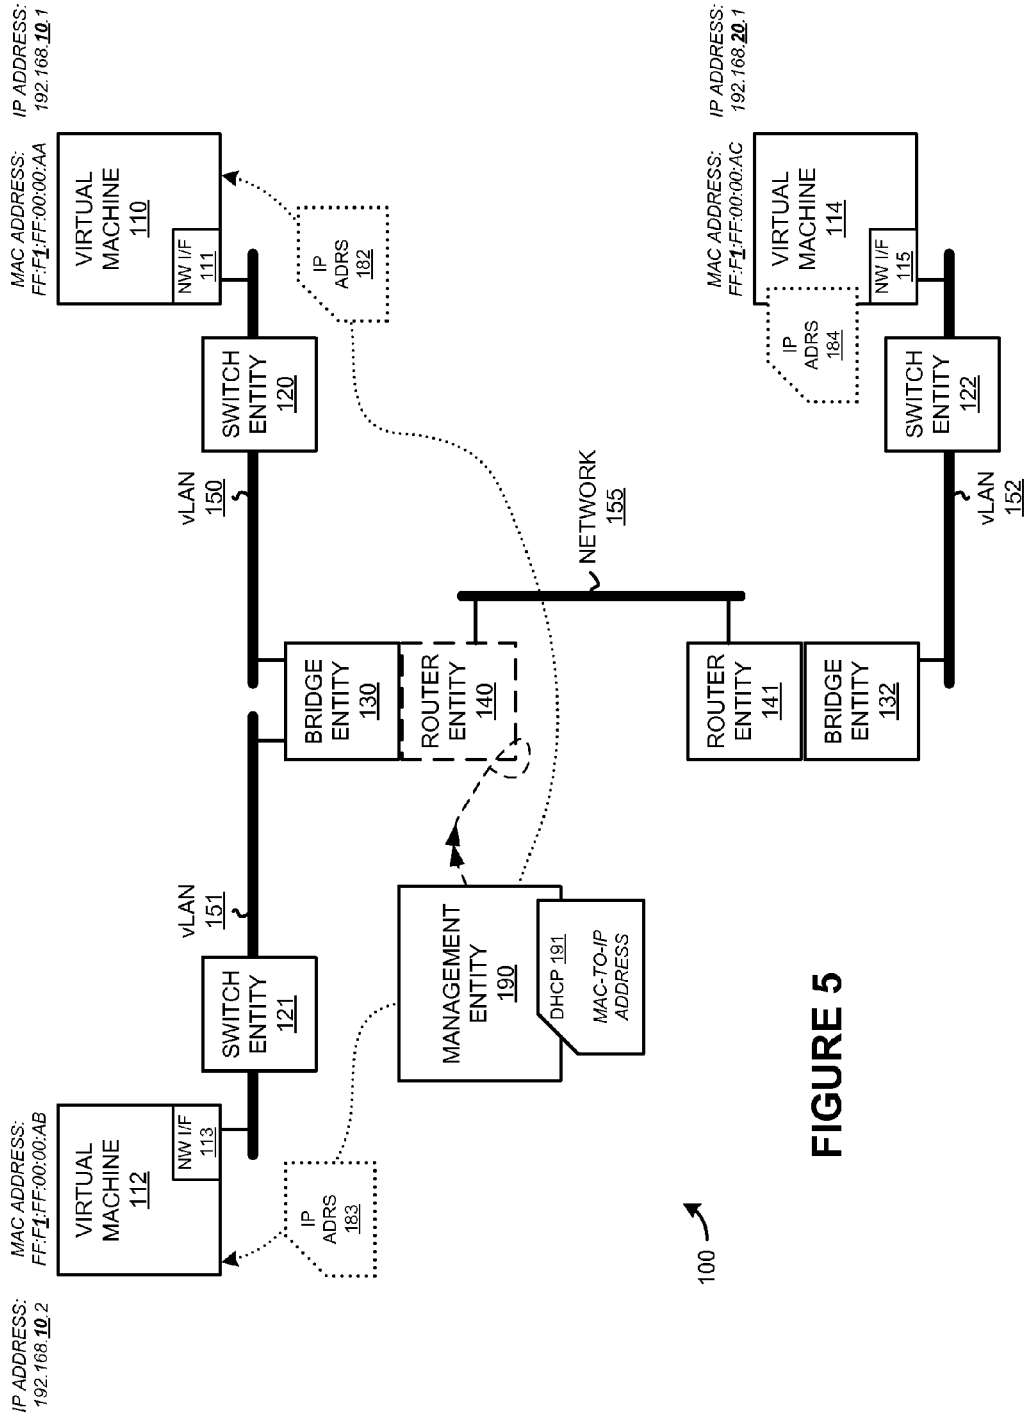 IP ADDRESS:
192.168.10.2
MAC ADDRESS:
FF:F1:FF:00:00:AB
VIRTUAL
MACHINE
112
NW I/F
113
SWITCH
ENTITY
121
vLAN
151
IP
ADRS
183
MANAGEMENT
ENTITY
190
DHCP 191
MAC-TO-IP
ADDRESS
BRIDGE
ENTITY
130
ROUTER
ENTITY
140
vLAN
150
SWITCH
ENTITY
120
MAC ADDRESS:
FF:F1:FF:00:00:AA
IP ADDRESS:
192.168.10.1
VIRTUAL
MACHINE
110
NW I/F
111
IP
ADRS
182
NETWORK
155
ROUTER
ENTITY
141
BRIDGE
ENTITY
132
vLAN
152
SWITCH
ENTITY
122
MAC ADDRESS:
FF:F1:FF:00:00:AC
IP ADDRESS:
192.168.20.1
VIRTUAL
MACHINE
114
NW I/F
115
IP
ADRS
184
100
FIGURE 5